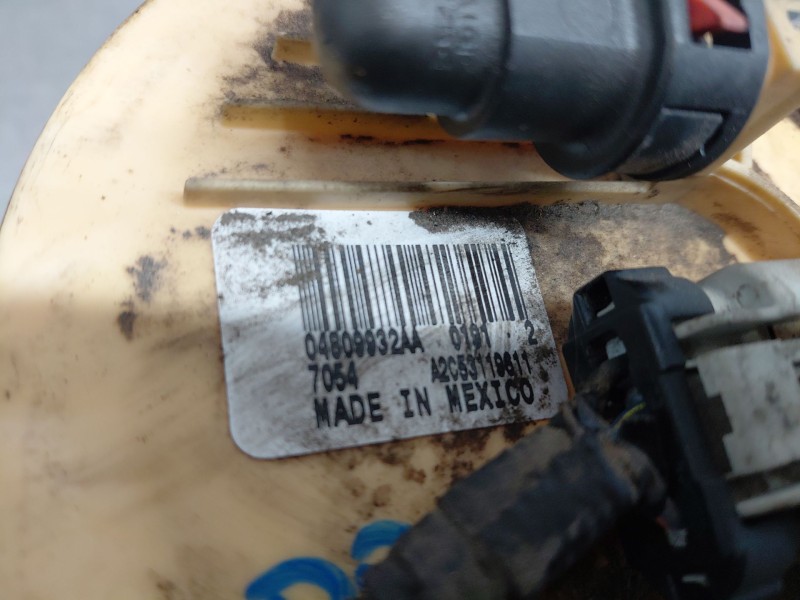 04809932AA 0191 2
7054 A2C53119611
MADE IN MEXICO